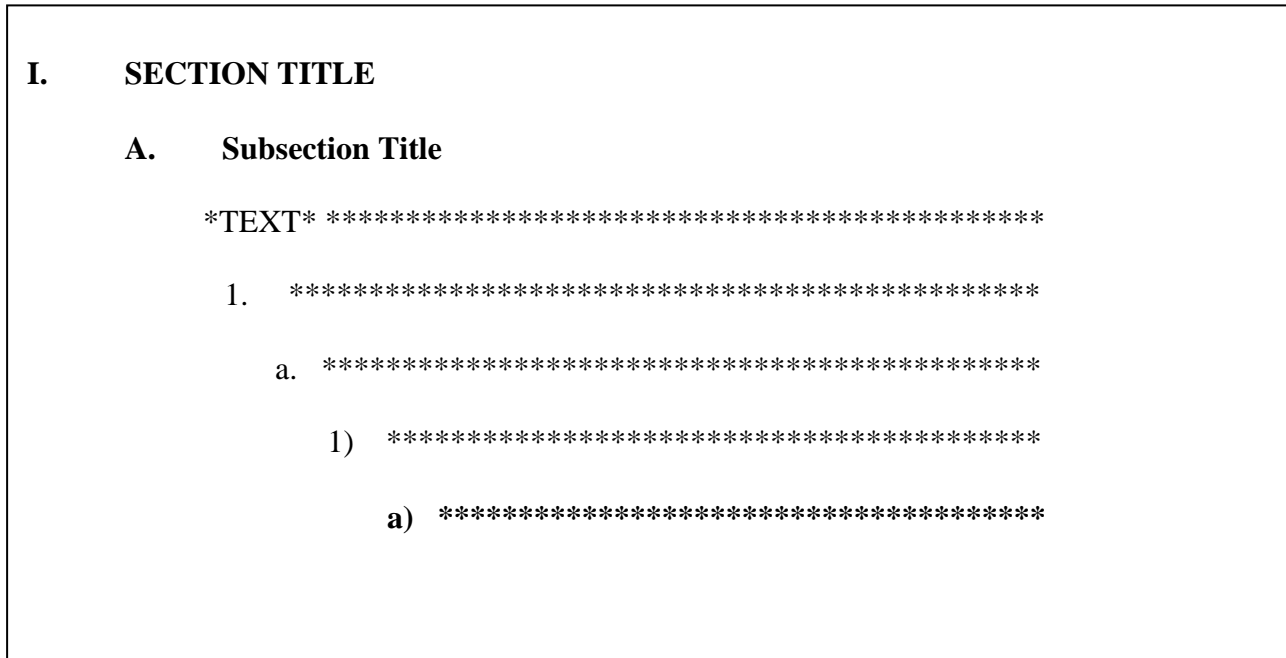 I. SECTION TITLE
A. Subsection Title
*TEXT* *********************************************
1. ***********************************************
a. *********************************************
1) *****************************************
a) **************************************